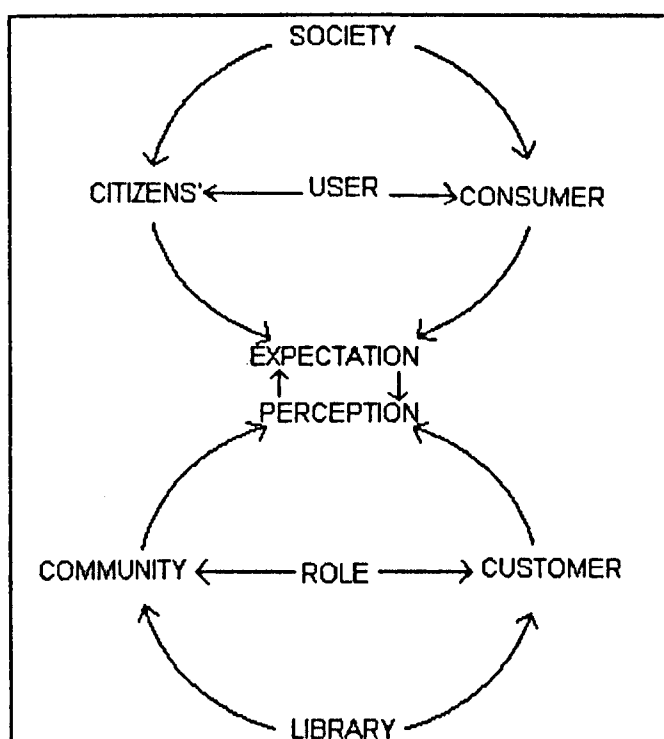 SOCIETY
CITIZENS' USER CONSUMER
EXPECTATION
PERCEPTION
COMMUNITY ROLE CUSTOMER
LIBRARY